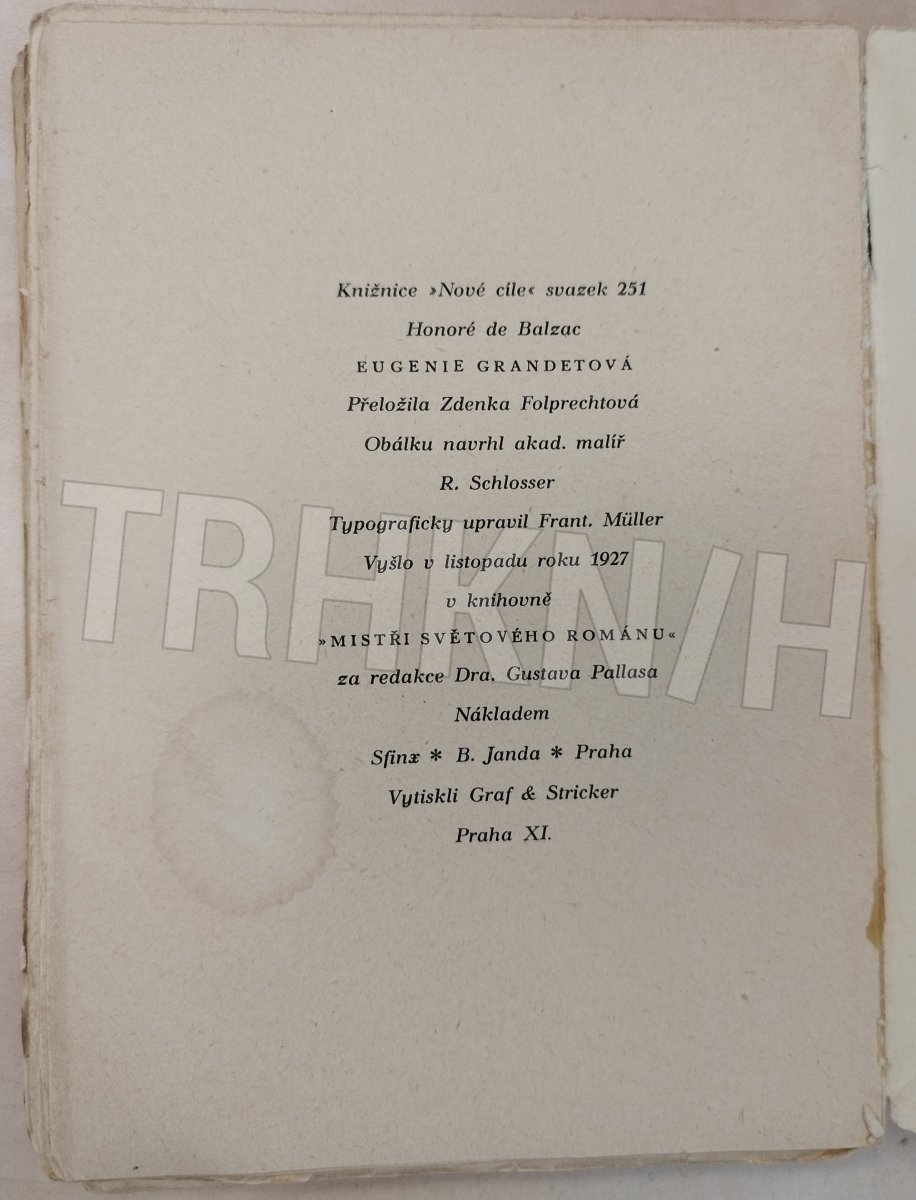 Knižnice »Nové cíle« svazek 251
Honoré de Balzac
EUGENIE GRANDETOVÁ
Přeložila Zdenka Folprechtová
Obálku navrhl akad. malíř
R. Schlosser
Typograficky upravil Frant. Müller
Vyšlo v listopadu roku 1927
v knihovně
»MISTŘI SVĚTOVÉHO ROMÁNU«
za redakce Dra. Gustava Pallasa
Nákladem
Sfinx * B. Janda * Praha
Vytiskli Graf & Stricker
Praha XI.
TRHKNIH